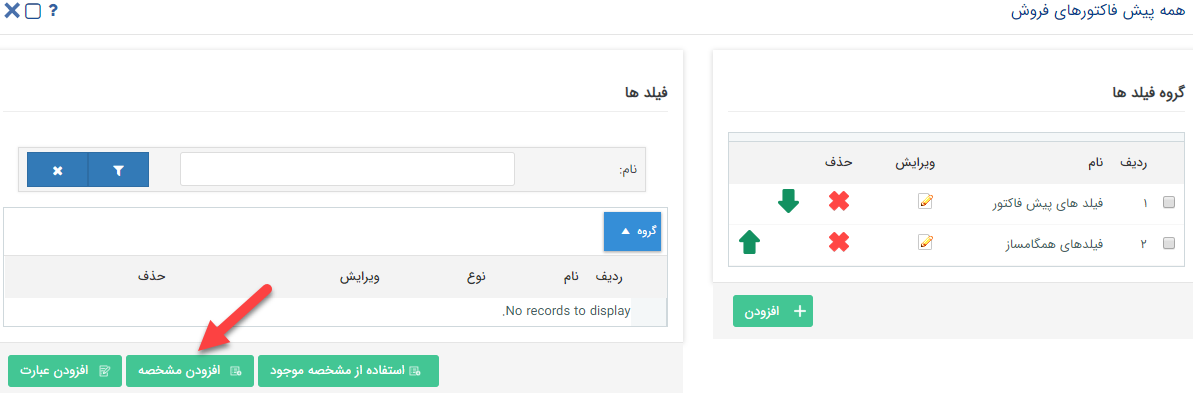 همه پیش فاکتورهای فروش
?
گروه فیلد ها
ردیف نام ویرایش حذف
۱ فیلد های پیش فاکتور
۲ فیلدهای همگامساز
افزودن
فیلد ها
نام:
گروه
ردیف نام نوع ویرایش حذف
No records to display.
استفاده از مشخصه موجود
افزودن مشخصه
افزودن عبارت